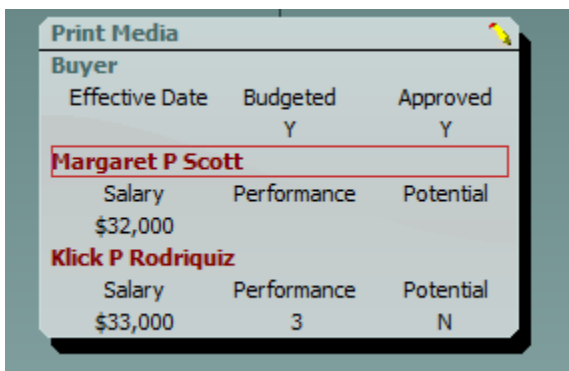 Print Media
Buyer
Effective Date Budgeted Approved
Y Y
Margaret P Scott
Salary Performance Potential
$32,000
Klick P Rodriquiz
Salary Performance Potential
$33,000 3 N